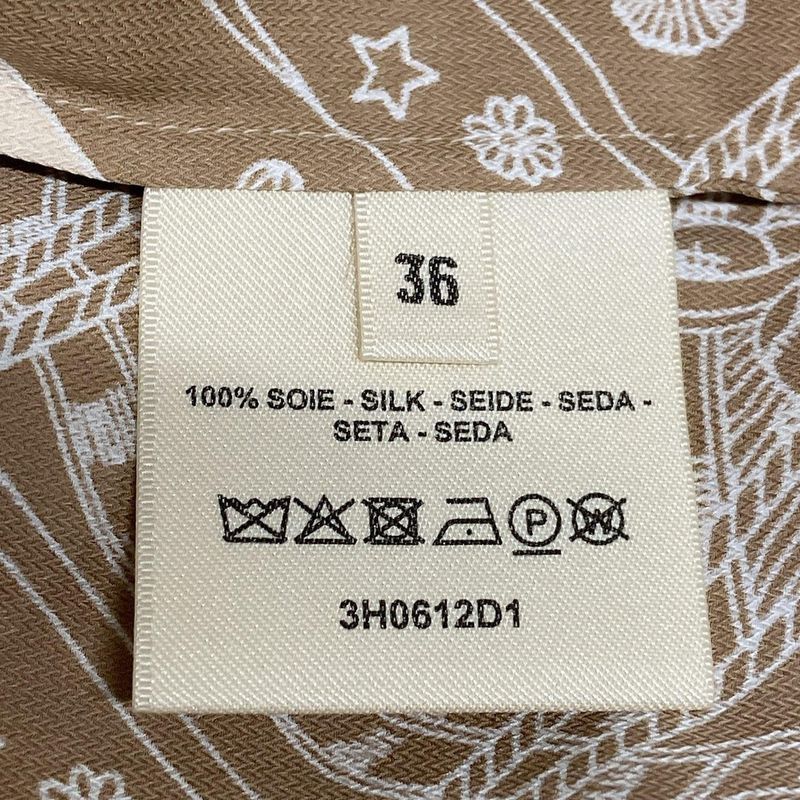 36
100% SOIE - SILK - SEIDE - SEDA -
SETA - SEDA
P W
3H0612D1